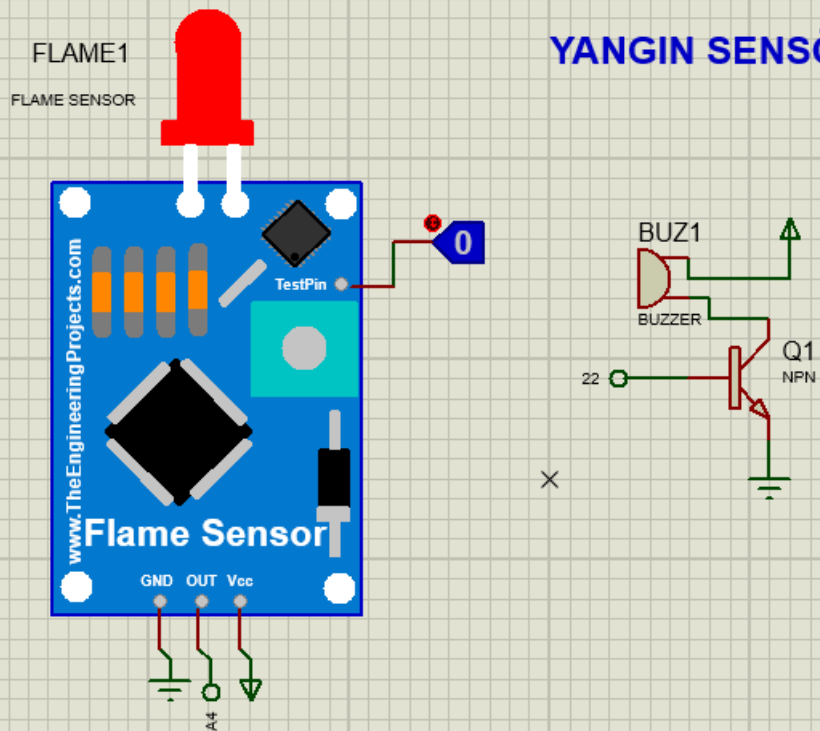 FLAME1
FLAME SENSOR
YANGIN SENS
TestPin
0
www.TheEngineeringProjects.com
Flame Sensor
GND OUT Vcc
A4
BUZ1
BUZZER
22
Q1
NPN